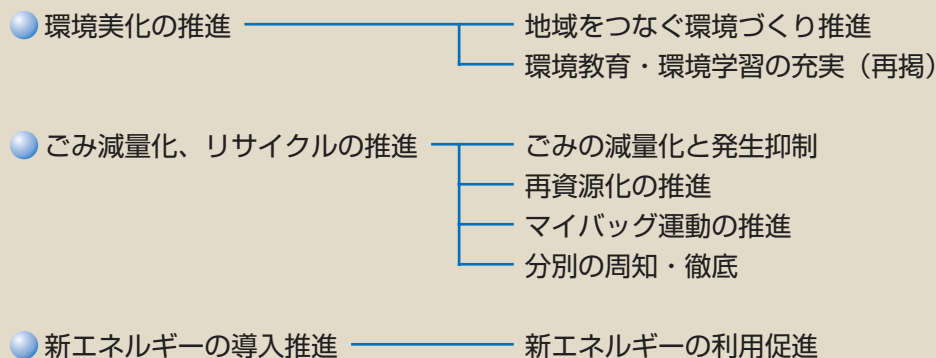 環境美化の推進
地域をつなぐ環境づくり推進
環境教育・環境学習の充実（再掲）
ごみ減量化、リサイクルの推進
ごみの減量化と発生抑制
再資源化の推進
マイバッグ運動の推進
分別の周知・徹底
新エネルギーの導入推進
新エネルギーの利用促進